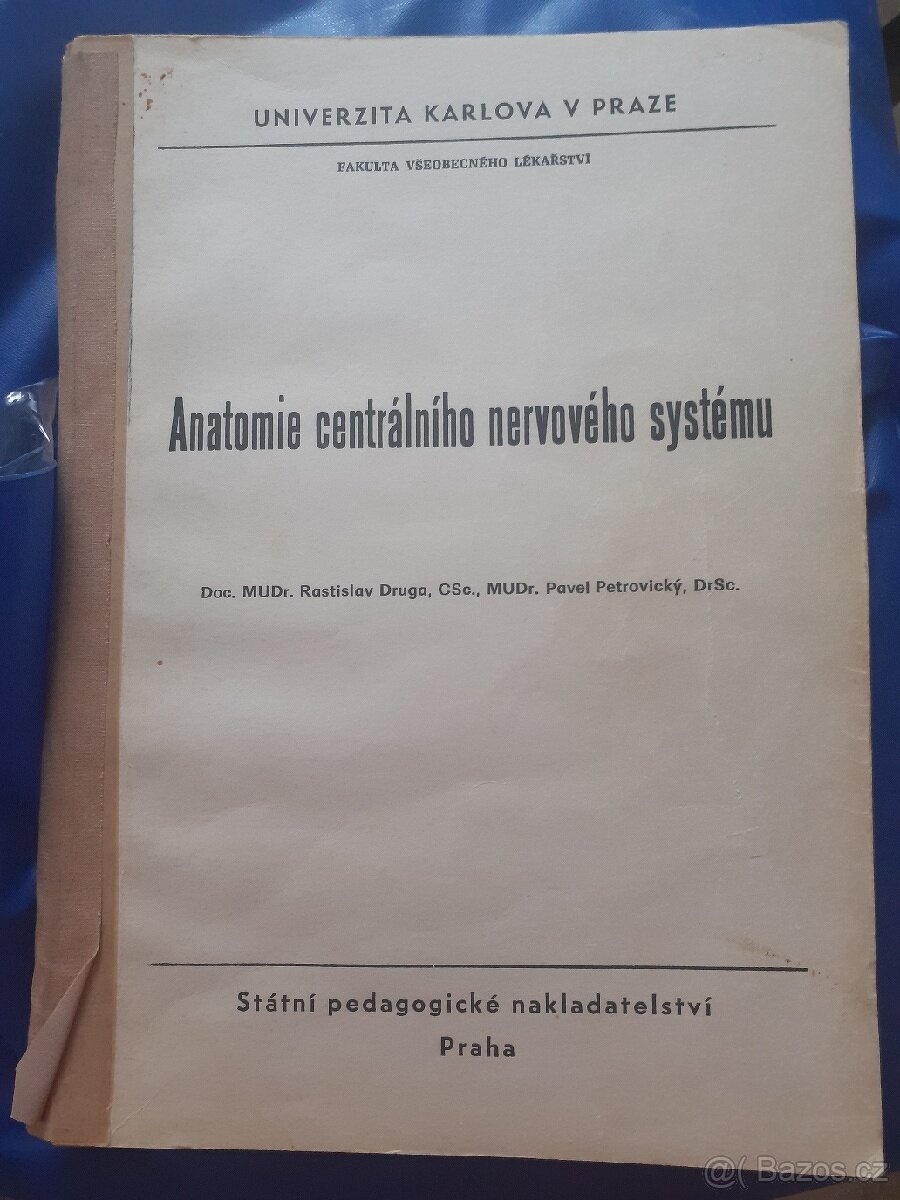 UNIVERZITA KARLOVA V PRAZE
FAKULTA VŠEOBECNÉHO LÉKAŘSTVÍ
Anatomie centrálního nervového systému
Doc. MUDr. Rastislav Druga, CSc., MUDr. Pavel Petrovický, DrSc.
Státní pedagogické nakladatelství
Praha
@( Bazos.cz